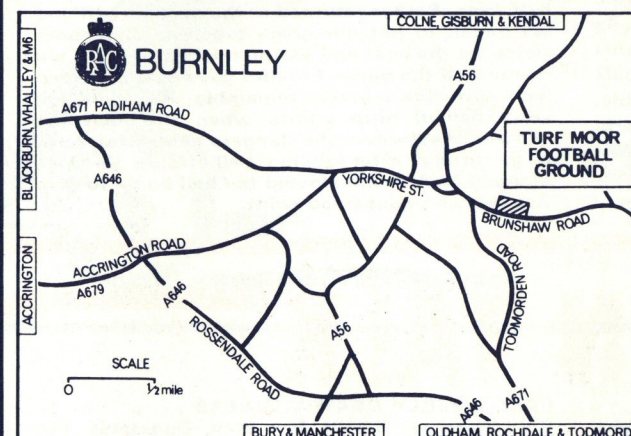 COLNE, GISBURN & KENDAL
RAC
BURNLEY
BLACKBURN, WHALLEY & M6
A56
A671 PADIHAM ROAD
TURF MOOR
FOOTBALL
GROUND
A646
YORKSHIRE ST.
BRUNSHAW ROAD
ACCRINGTON ROAD
A679
ACCRINGTON
A646
ROSSENDALE ROAD
A56
TODMORDEN ROAD
SCALE
0 ½ mile
A646
A671
BURY & MANCHESTER
OLDHAM, ROCHDALE & TODMORD